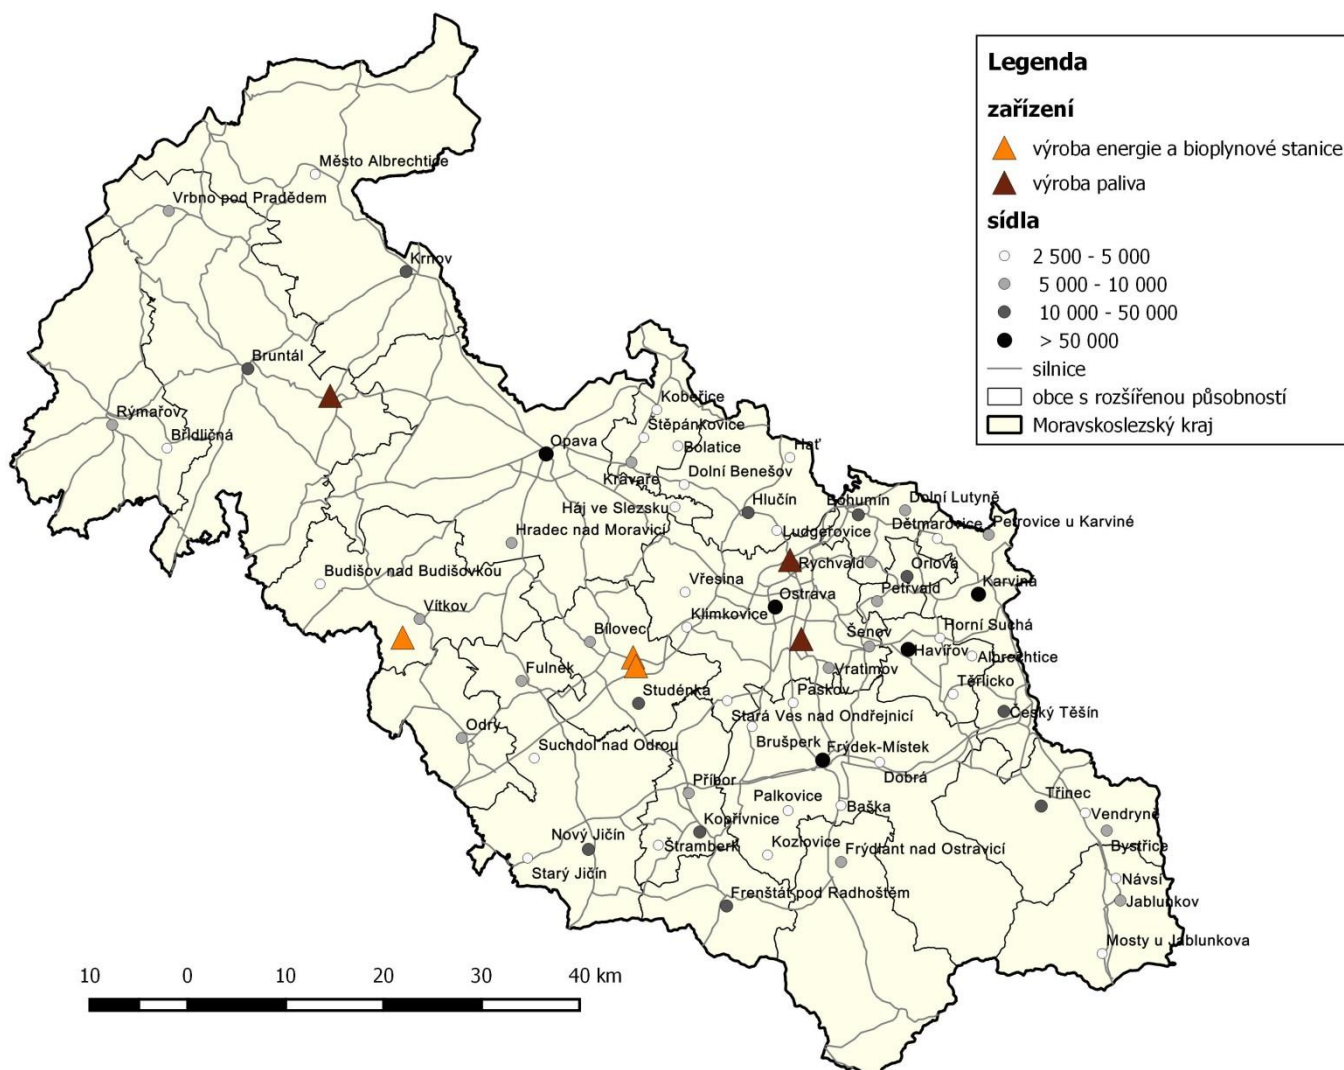 Legenda
zařízení
výroba energie a bioplynové stanice
výroba paliva
sídla
2 500 - 5 000
5 000 - 10 000
10 000 - 50 000
> 50 000
silnice
obce s rozšířenou působností
Moravskoslezský kraj
Město Albrechtice
Vrbno pod Pradědem
Krnov
Bruntál
Rýmařov
Břidličná
Opava
Kobeřice
Štěpánkovice
Bolatice
Hať
Kravaře
Dolní Benešov
Háj ve Slezsku
Hlučín
Bohumín
Dolní Lutyně
Hradec nad Moravicí
Ludgeřovice
Dětmarovice
Petrovice u Karviné
Rychvald
Orlová
Budišov nad Budišovkou
Vřesina
Petřvald
Karviná
Vítkov
Ostrava
Klimkovice
Bílovec
Šenov
Horní Suchá
Havířov
Albrechtice
Fulnek
Vratimov
Těrlicko
Studénka
Paskov
Český Těšín
Stará Ves nad Ondřejnicí
Odry
Brušperk
Frýdek-Místek
Suchdol nad Odrou
Dobrá
Příbor
Třinec
Palkovice
Baška
Vendryně
Kopřivnice
Nový Jičín
Štramberk
Kozlovice
Frýdlant nad Ostravicí
Bystřice
Starý Jičín
Návsí
Frenštát pod Radhoštěm
Jablunkov
Mosty u Jablunkova
10 0 10 20 30 40 km